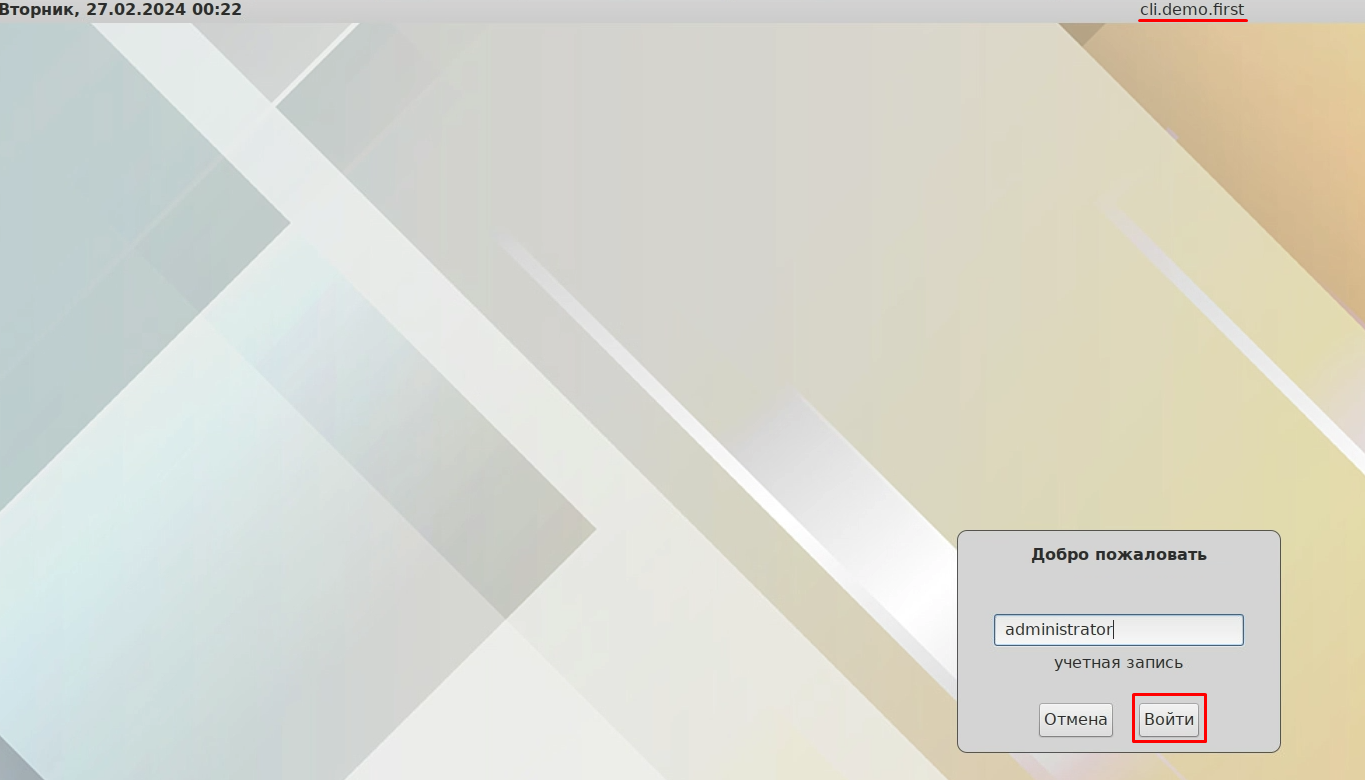 Вторник, 27.02.2024 00:22
cli.demo.first
Добро пожаловать
administrator
учетная запись
Отмена
Войти